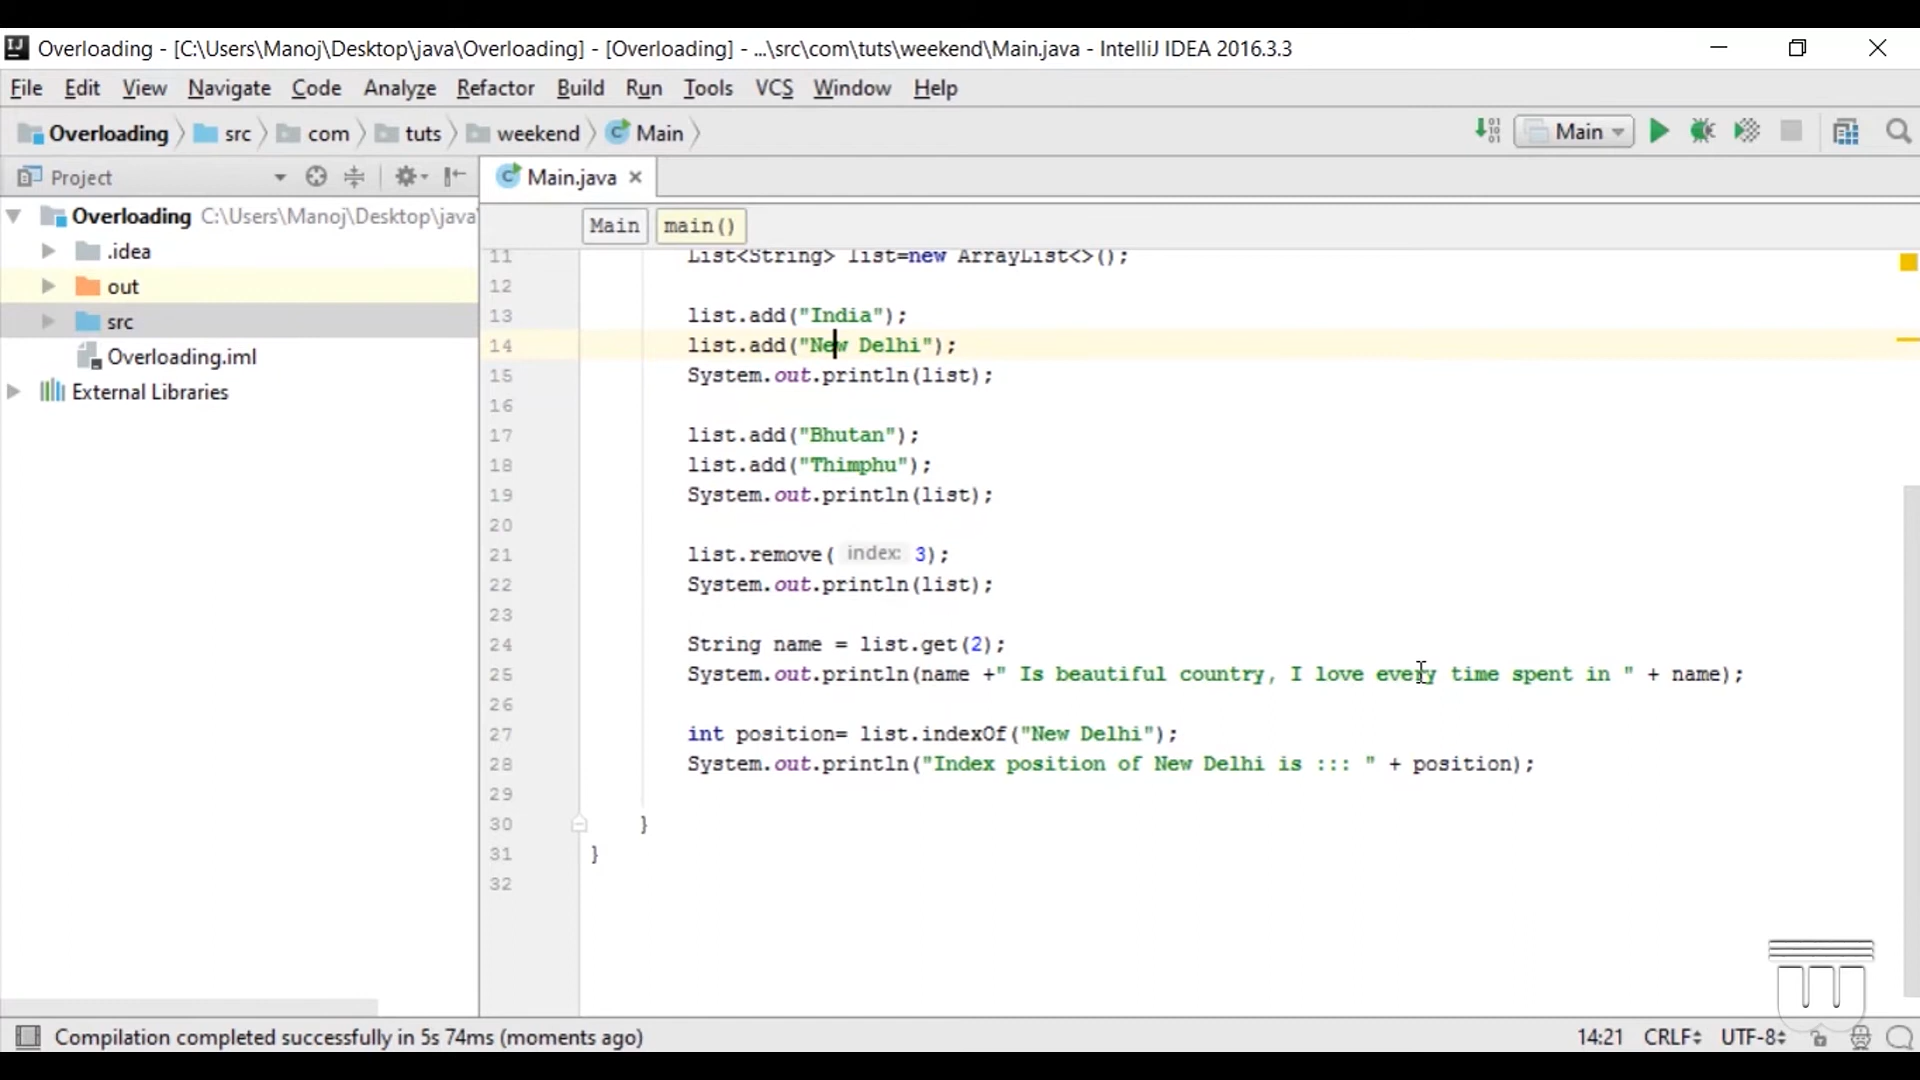 Overloading - [C:\Users\Manoj\Desktop\java\Overloading] - [Overloading] - ...\src\com\tuts\weekend\Main.java - IntelliJ IDEA 2016.3.3
File Edit View Navigate Code Analyze Refactor Build Run Tools VCS Window Help
Overloading src com tuts weekend Main Main
Project Main.java
Overloading C:\Users\Manoj\Desktop\java\
.idea
out
src
Overloading.iml
External Libraries
Main main()
11 List<String> list=new ArrayList<>();
12
13 list.add("India");
14 list.add("New Delhi");
15 System.out.println(list);
16
17 list.add("Bhutan");
18 list.add("Thimphu");
19 System.out.println(list);
20
21 list.remove( index: 3);
22 System.out.println(list);
23
24 String name = list.get(2);
25 System.out.println(name +" Is beautiful country, I love every time spent in " + name);
26
27 int position= list.indexOf("New Delhi");
28 System.out.println("Index position of New Delhi is ::: " + position);
29
30 }
31 }
32
Compilation completed successfully in 5s 74ms (moments ago) 14:21 CRLF UTF-8